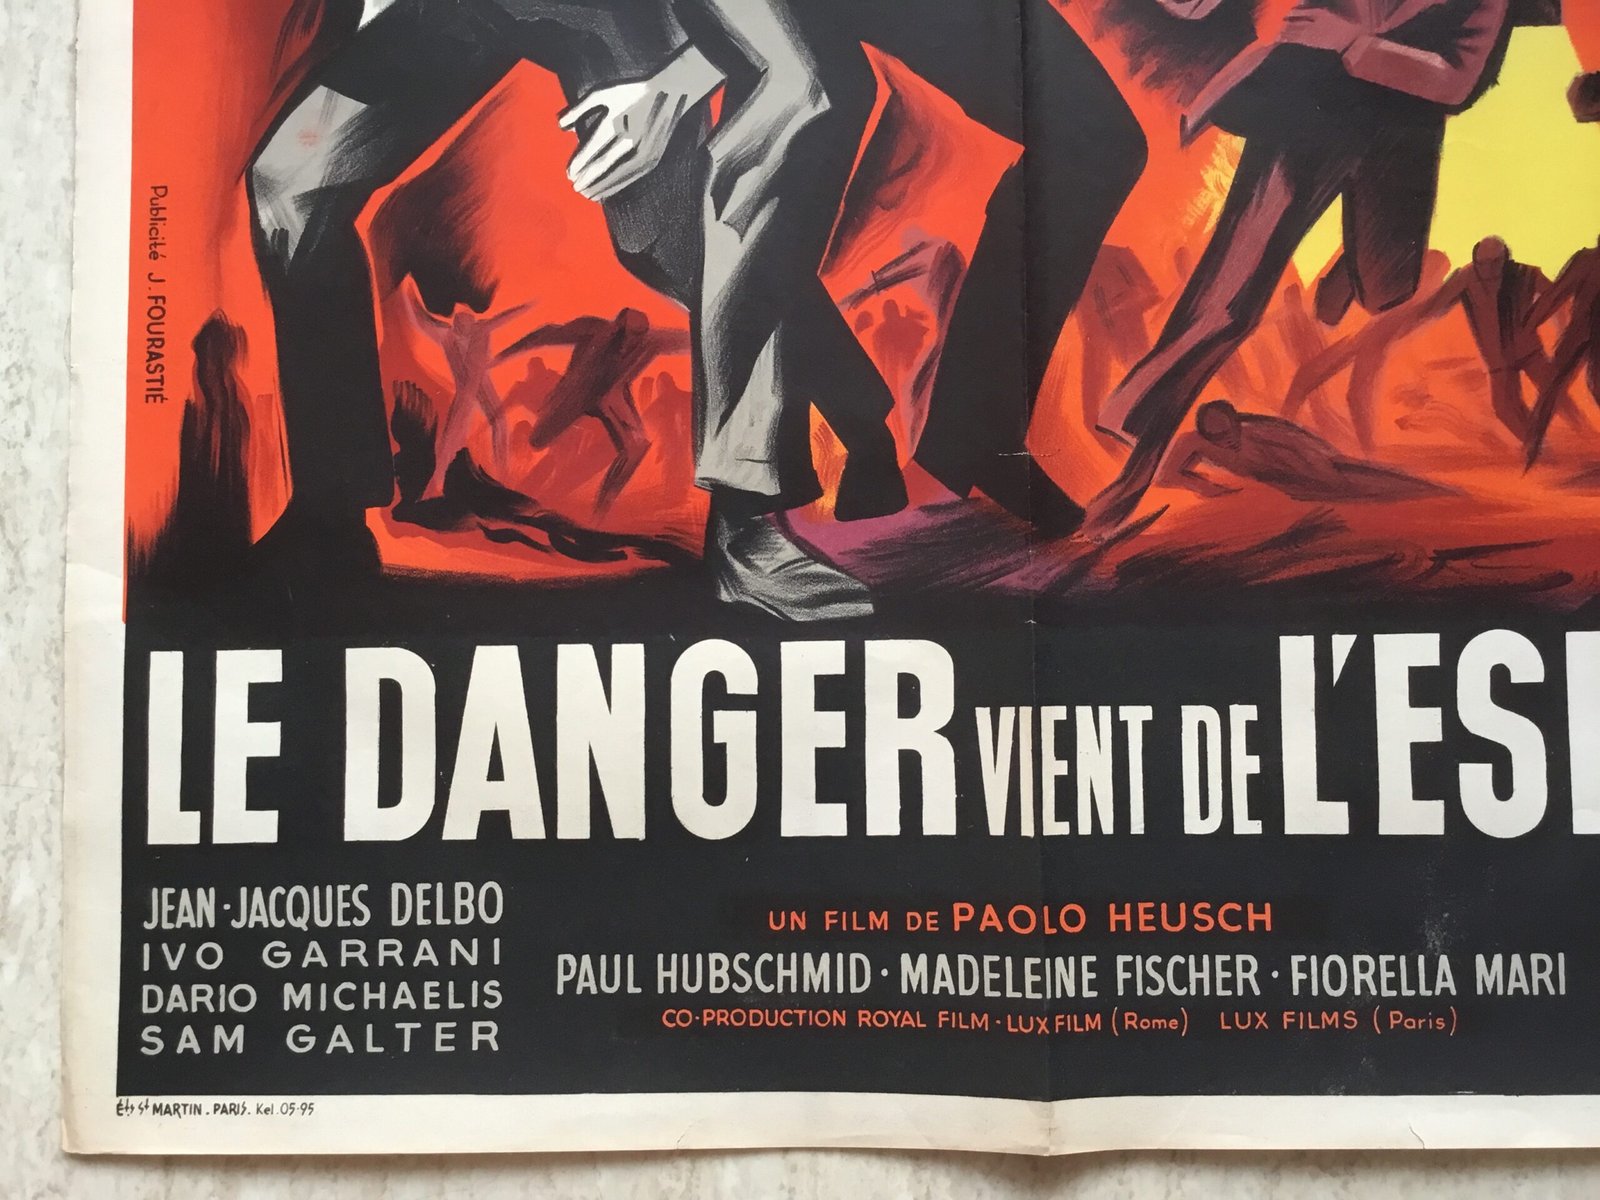 Publicité J. FOURASTIÉ
LE DANGER VIENT DE L'ES
JEAN-JACQUES DELBO
IVO GARRANI
DARIO MICHAELIS
SAM GALTER
UN FILM DE PAOLO HEUSCH
PAUL HUBSCHMID · MADELEINE FISCHER · FIORELLA MARI
CO-PRODUCTION ROYAL FILM - LUX FILM (Rome) LUX FILMS (Paris)
Éts St MARTIN. PARIS. Kel. 05-95